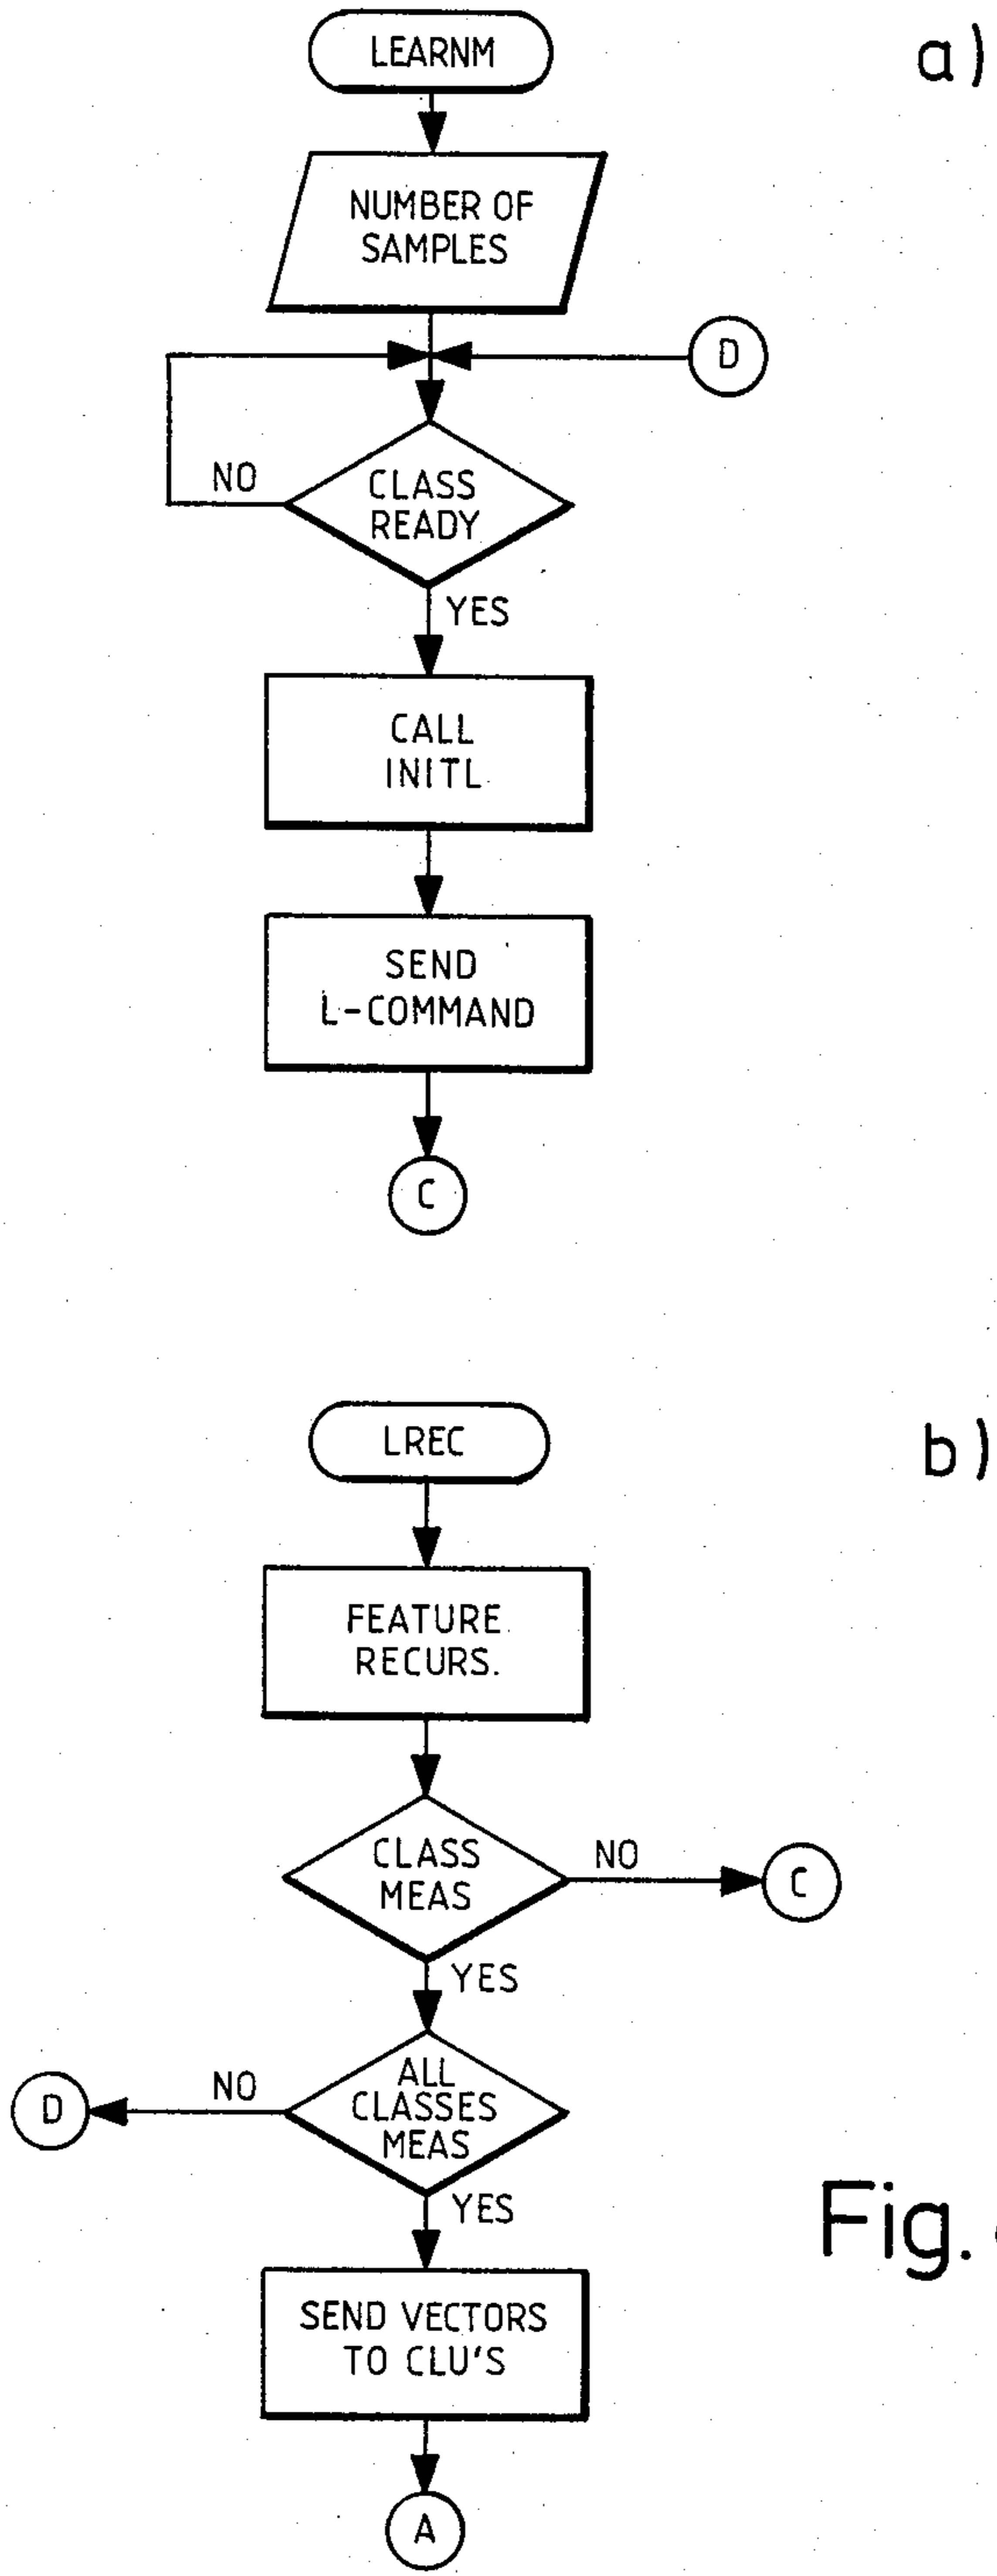 LEARNM
a)
NUMBER OF
SAMPLES
D
NO
CLASS
READY
YES
CALL
INITL
SEND
L-COMMAND
C
LREC
b)
FEATURE
RECURS.
CLASS
MEAS
NO
C
YES
ALL
CLASSES
MEAS
NO
D
YES
Fig.
SEND VECTORS
TO CLU'S
A